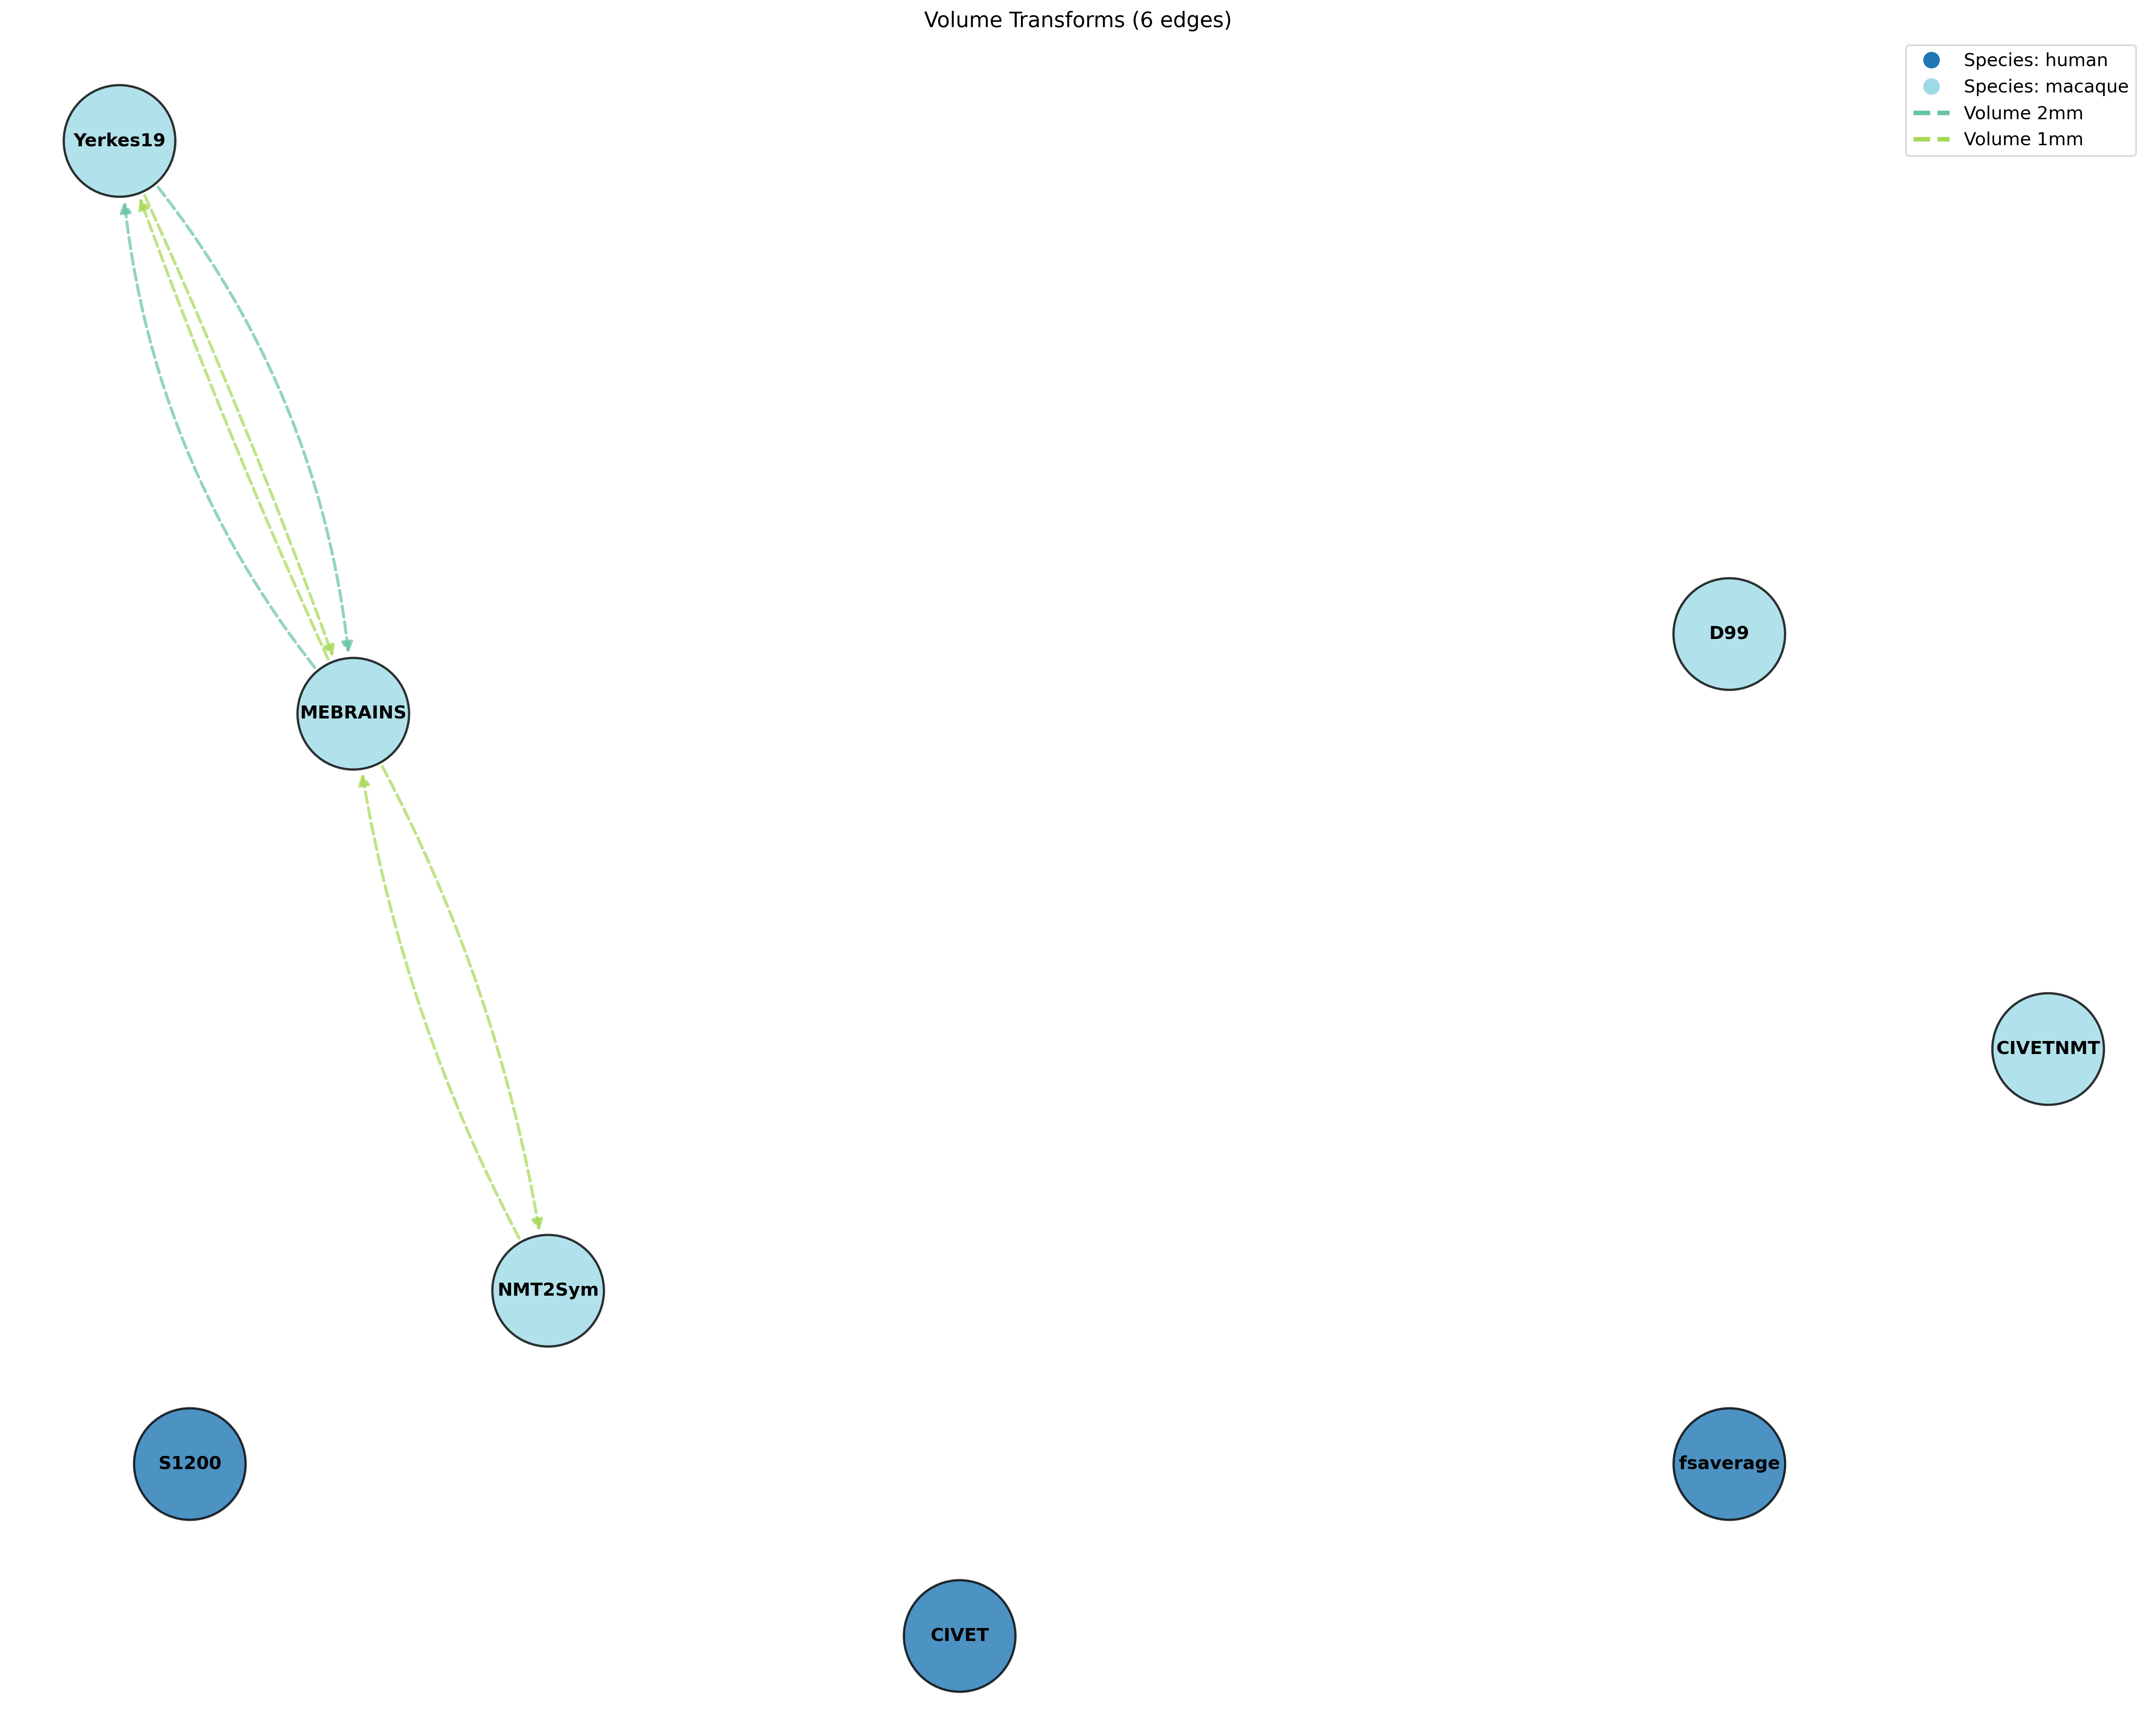 Volume Transforms (6 edges)
Species: human
Species: macaque
Volume 2mm
Volume 1mm
Yerkes19
D99
MEBRAINS
CIVETNMT
NMT2Sym
S1200
fsaverage
CIVET